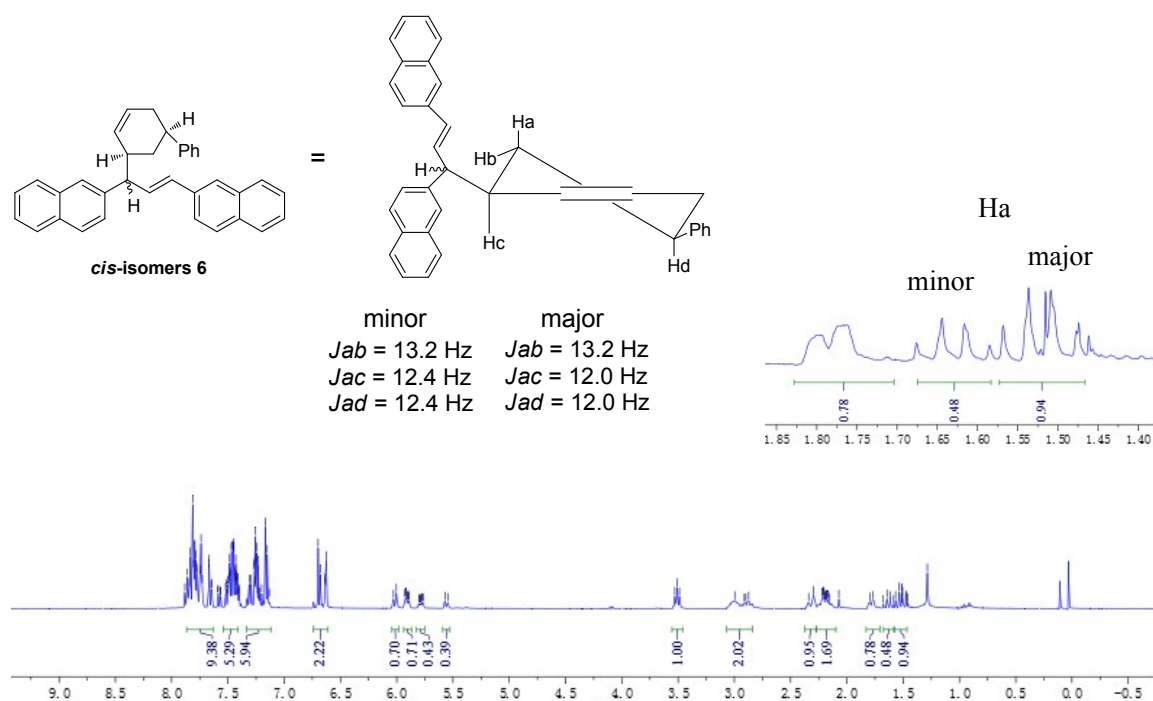 H
H
Ph
H
cis-isomers 6
=
Ha
Hb
H
Hc
Ph
Hd
minor major
Jab = 13.2 Hz Jab = 13.2 Hz
Jac = 12.4 Hz Jac = 12.0 Hz
Jad = 12.4 Hz Jad = 12.0 Hz
Ha
minor
major
0.78 0.48 0.94
1.85 1.80 1.75 1.70 1.65 1.60 1.55 1.50 1.45 1.40
9.38 5.29 5.94 2.22 0.70 0.71 0.43 0.39 1.00 2.02 0.95 1.69 0.78 0.48 0.94
9.0 8.5 8.0 7.5 7.0 6.5 6.0 5.5 5.0 4.5 4.0 3.5 3.0 2.5 2.0 1.5 1.0 0.5 0.0 -0.5